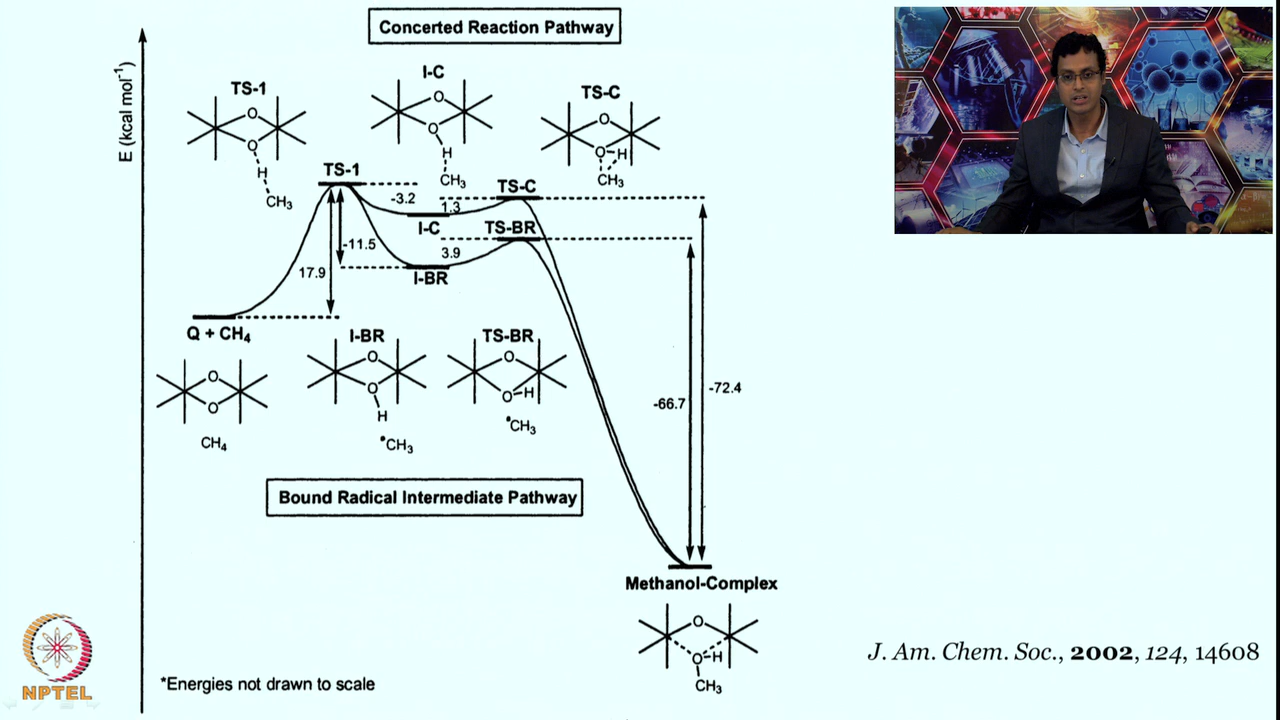 Concerted Reaction Pathway
E (kcal mol⁻¹)
TS-1
O
O
H
CH₃
I-C
O
O
H
CH₃
TS-C
O
O H
CH₃
TS-1
-3.2
1.3
TS-C
I-C
TS-BR
-11.5
3.9
17.9
I-BR
Q + CH₄
O
O
CH₄
I-BR
O
O
H
•CH₃
TS-BR
O
O H
•CH₃
-66.7
-72.4
Bound Radical Intermediate Pathway
Methanol-Complex
O
O H
CH₃
J. Am. Chem. Soc., 2002, 124, 14608
*Energies not drawn to scale
NPTEL